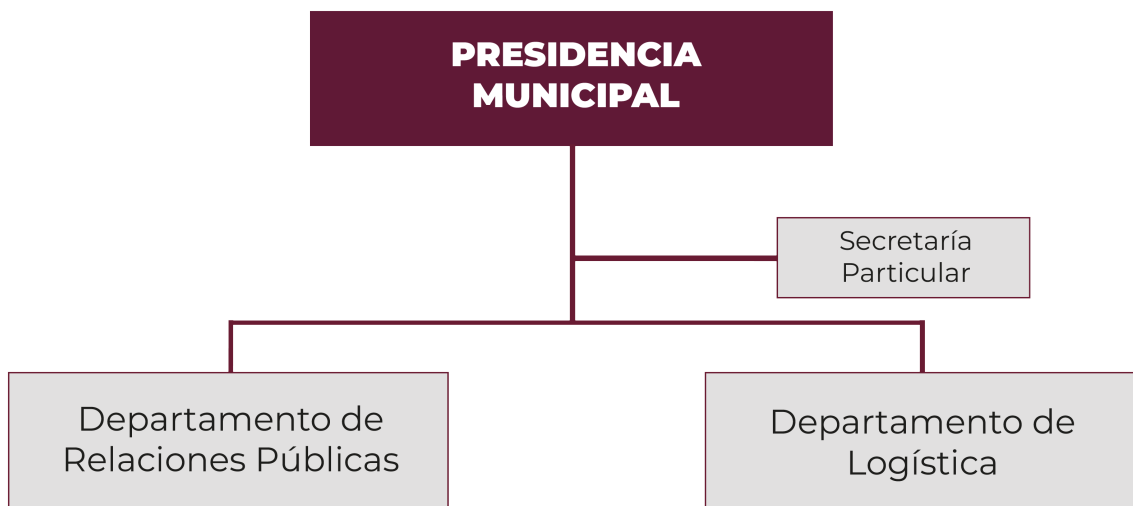 PRESIDENCIA
MUNICIPAL
Secretaría
Particular
Departamento de
Relaciones Públicas
Departamento de
Logística